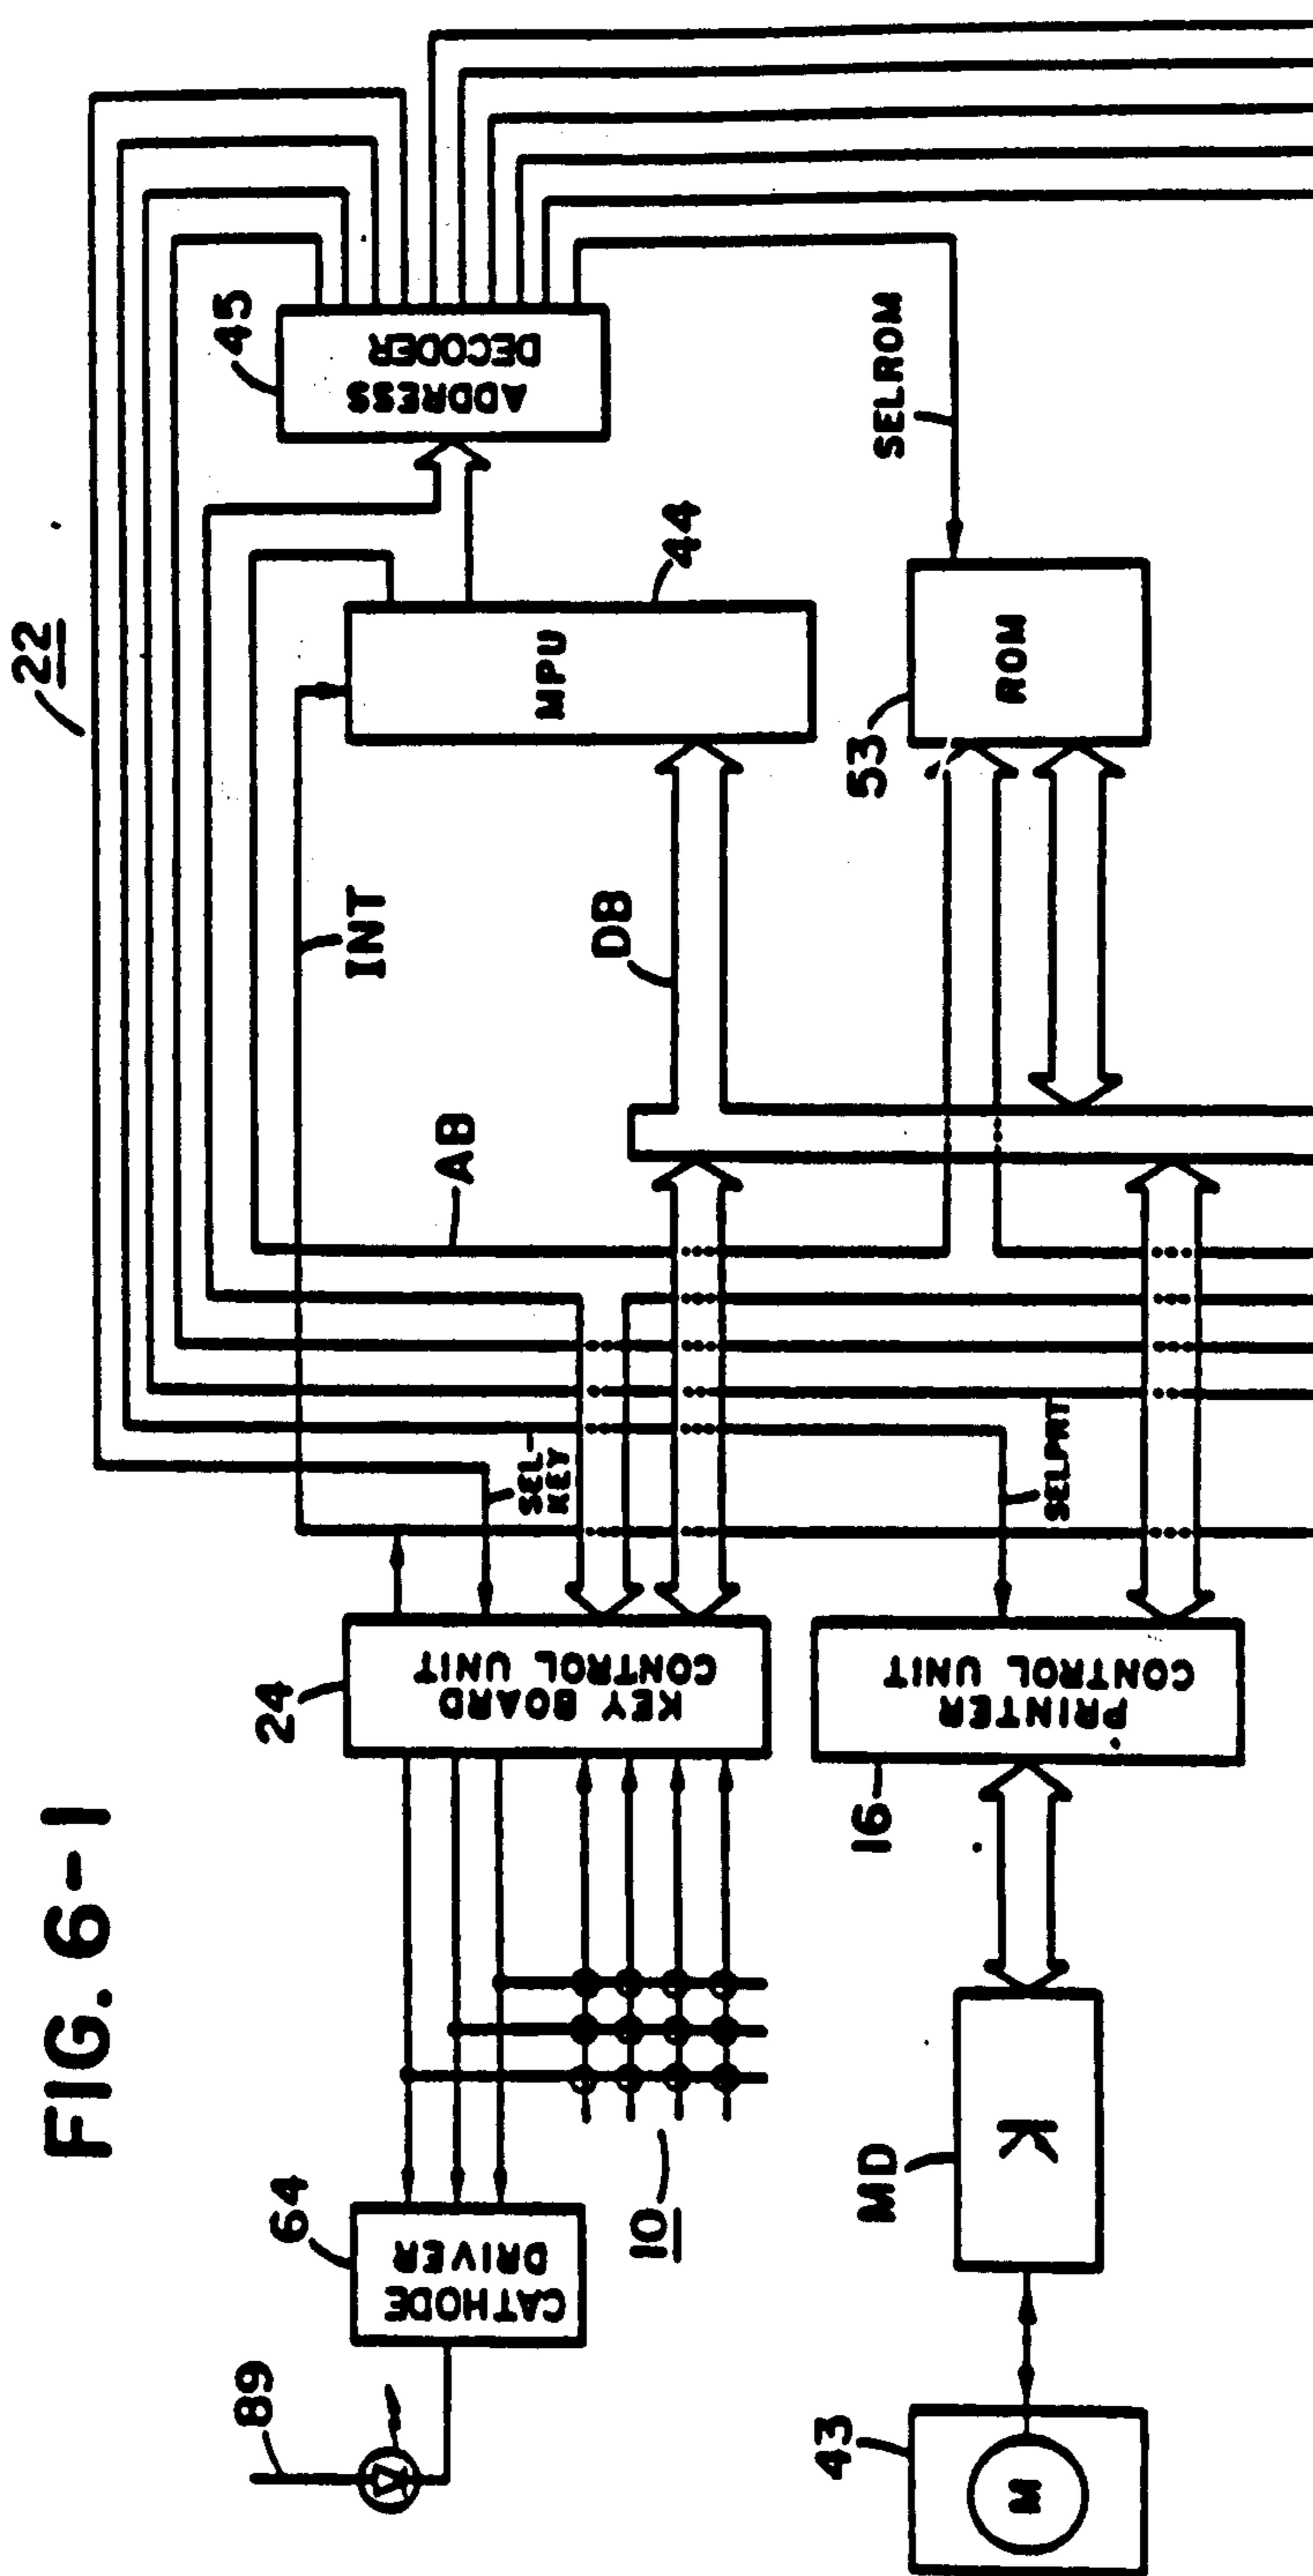 FIG. 6-1
22
89
64
CATHODE
DRIVER
10
24
KEY BOARD
CONTROL UNIT
SEL-
KEY
AB
INT
DB
MPU
44
45
ADDRESS
DECODER
43
M
MD
K
16
PRINTER
CONTROL UNIT
SELPRT
53
ROM
SELROM